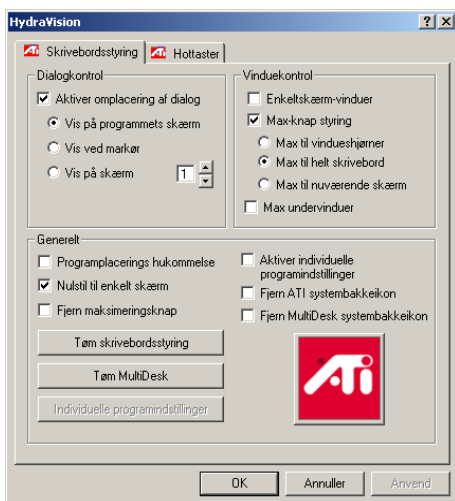 HydraVision
Skrivebordsstyring
Hottaster
Dialogkontrol
Aktiver omplacering af dialog
Vis på programmets skærm
Vis ved markør
Vis på skærm
1
Vinduekontrol
Enkeltskærm-vinduer
Max-knap styring
Max til vindueshjørner
Max til helt skrivebord
Max til nuværende skærm
Max undervinduer
Generelt
Programplacerings hukommelse
Nulstil til enkelt skærm
Fjern maksimeringsknap
Tøm skrivebordsstyring
Tøm MultiDesk
Individuelle programindstillinger
Aktiver individuelle
programindstillinger
Fjern ATI systembakkeikon
Fjern MultiDesk systembakkeikon
ATi
OK
Annuller
Anvend